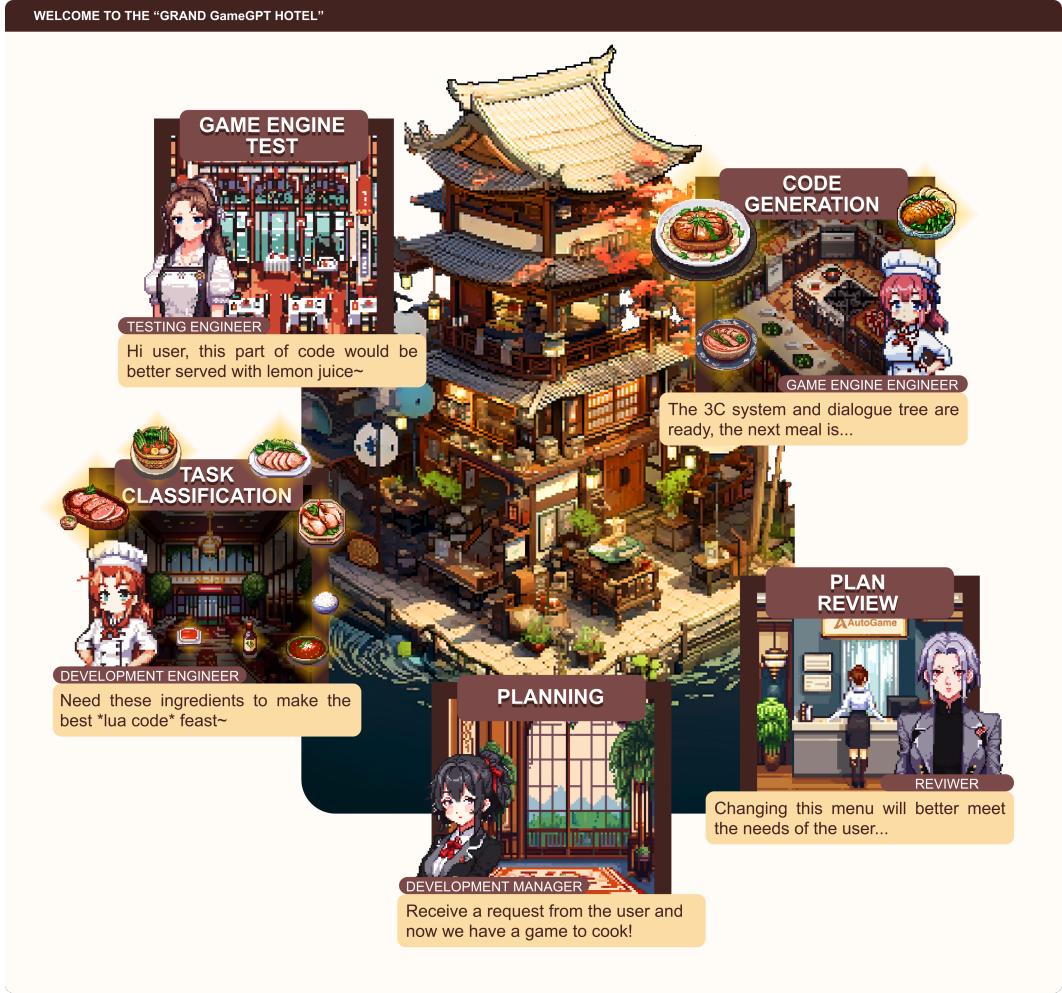 WELCOME TO THE “GRAND GameGPT HOTEL”
GAME ENGINE
TEST
TESTING ENGINEER
Hi user, this part of code would be
better served with lemon juice~
CODE
GENERATION
GAME ENGINE ENGINEER
The 3C system and dialogue tree are
ready, the next meal is...
TASK
CLASSIFICATION
DEVELOPMENT ENGINEER
Need these ingredients to make the
best *lua code* feast~
PLAN
REVIEW
AutoGame
REVIWER
Changing this menu will better meet
the needs of the user...
PLANNING
DEVELOPMENT MANAGER
Receive a request from the user and
now we have a game to cook!